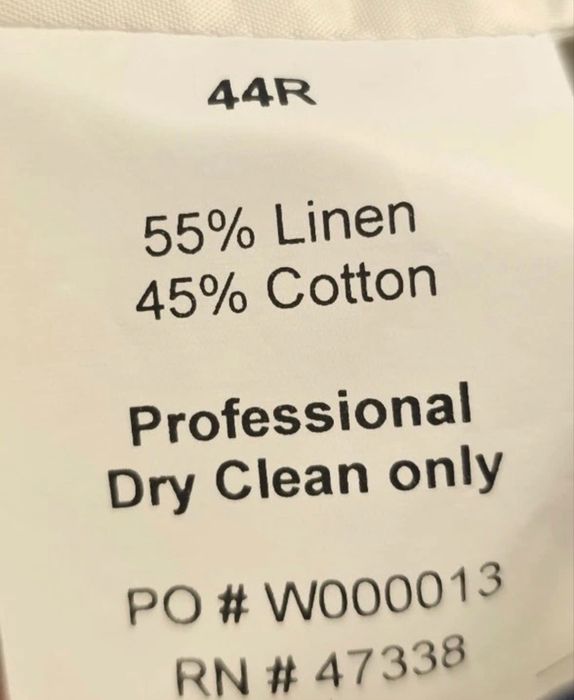 44R
55% Linen
45% Cotton
Professional
Dry Clean only
PO # W000013
RN # 47338